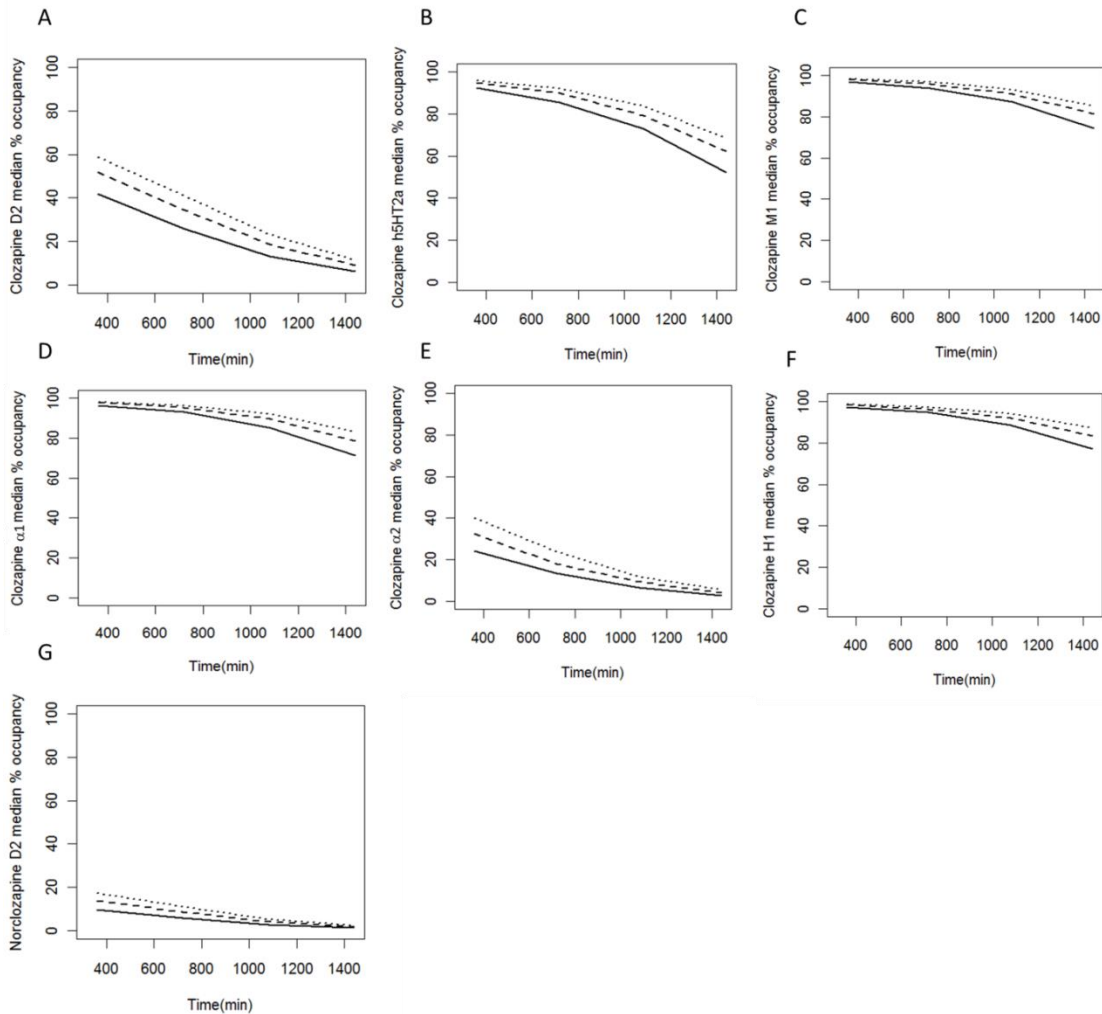 A
Clozapine D2 median % occupancy
100
80
60
40
20
0
400 600 800 1000 1200 1400
Time(min)
B
Clozapine h5HT2a median % occupancy
100
80
60
40
20
0
400 600 800 1000 1200 1400
Time(min)
C
Clozapine M1 median % occupancy
100
80
60
40
20
0
400 600 800 1000 1200 1400
Time(min)
D
Clozapine α1 median % occupancy
100
80
60
40
20
0
400 600 800 1000 1200 1400
Time(min)
E
Clozapine α2 median % occupancy
100
80
60
40
20
0
400 600 800 1000 1200 1400
Time(min)
F
Clozapine H1 median % occupancy
100
80
60
40
20
0
400 600 800 1000 1200 1400
Time(min)
G
Norclozapine D2 median % occupancy
100
80
60
40
20
0
400 600 800 1000 1200 1400
Time(min)